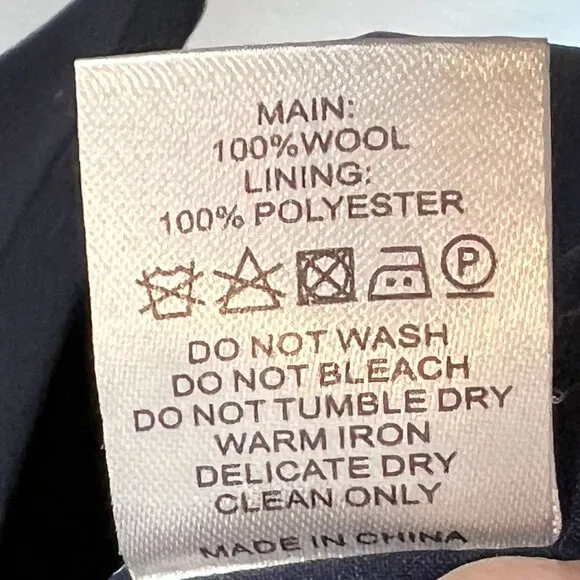 MAIN:
100%WOOL
LINING:
100% POLYESTER
P
DO NOT WASH
DO NOT BLEACH
DO NOT TUMBLE DRY
WARM IRON
DELICATE DRY
CLEAN ONLY
MADE IN CHINA